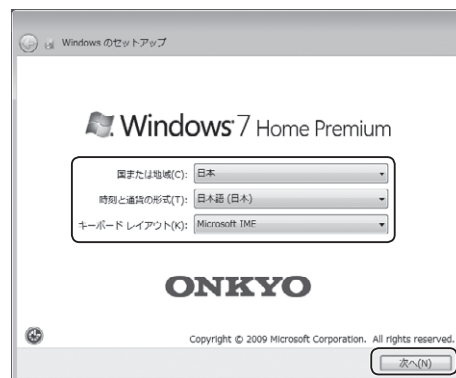 Windows のセットアップ
Windows 7 Home Premium
国または地域(C): 日本
時刻と通貨の形式(T): 日本語 (日本)
キーボード レイアウト(K): Microsoft IME
ONKYO
Copyright © 2009 Microsoft Corporation. All rights reserved.
次へ(N)